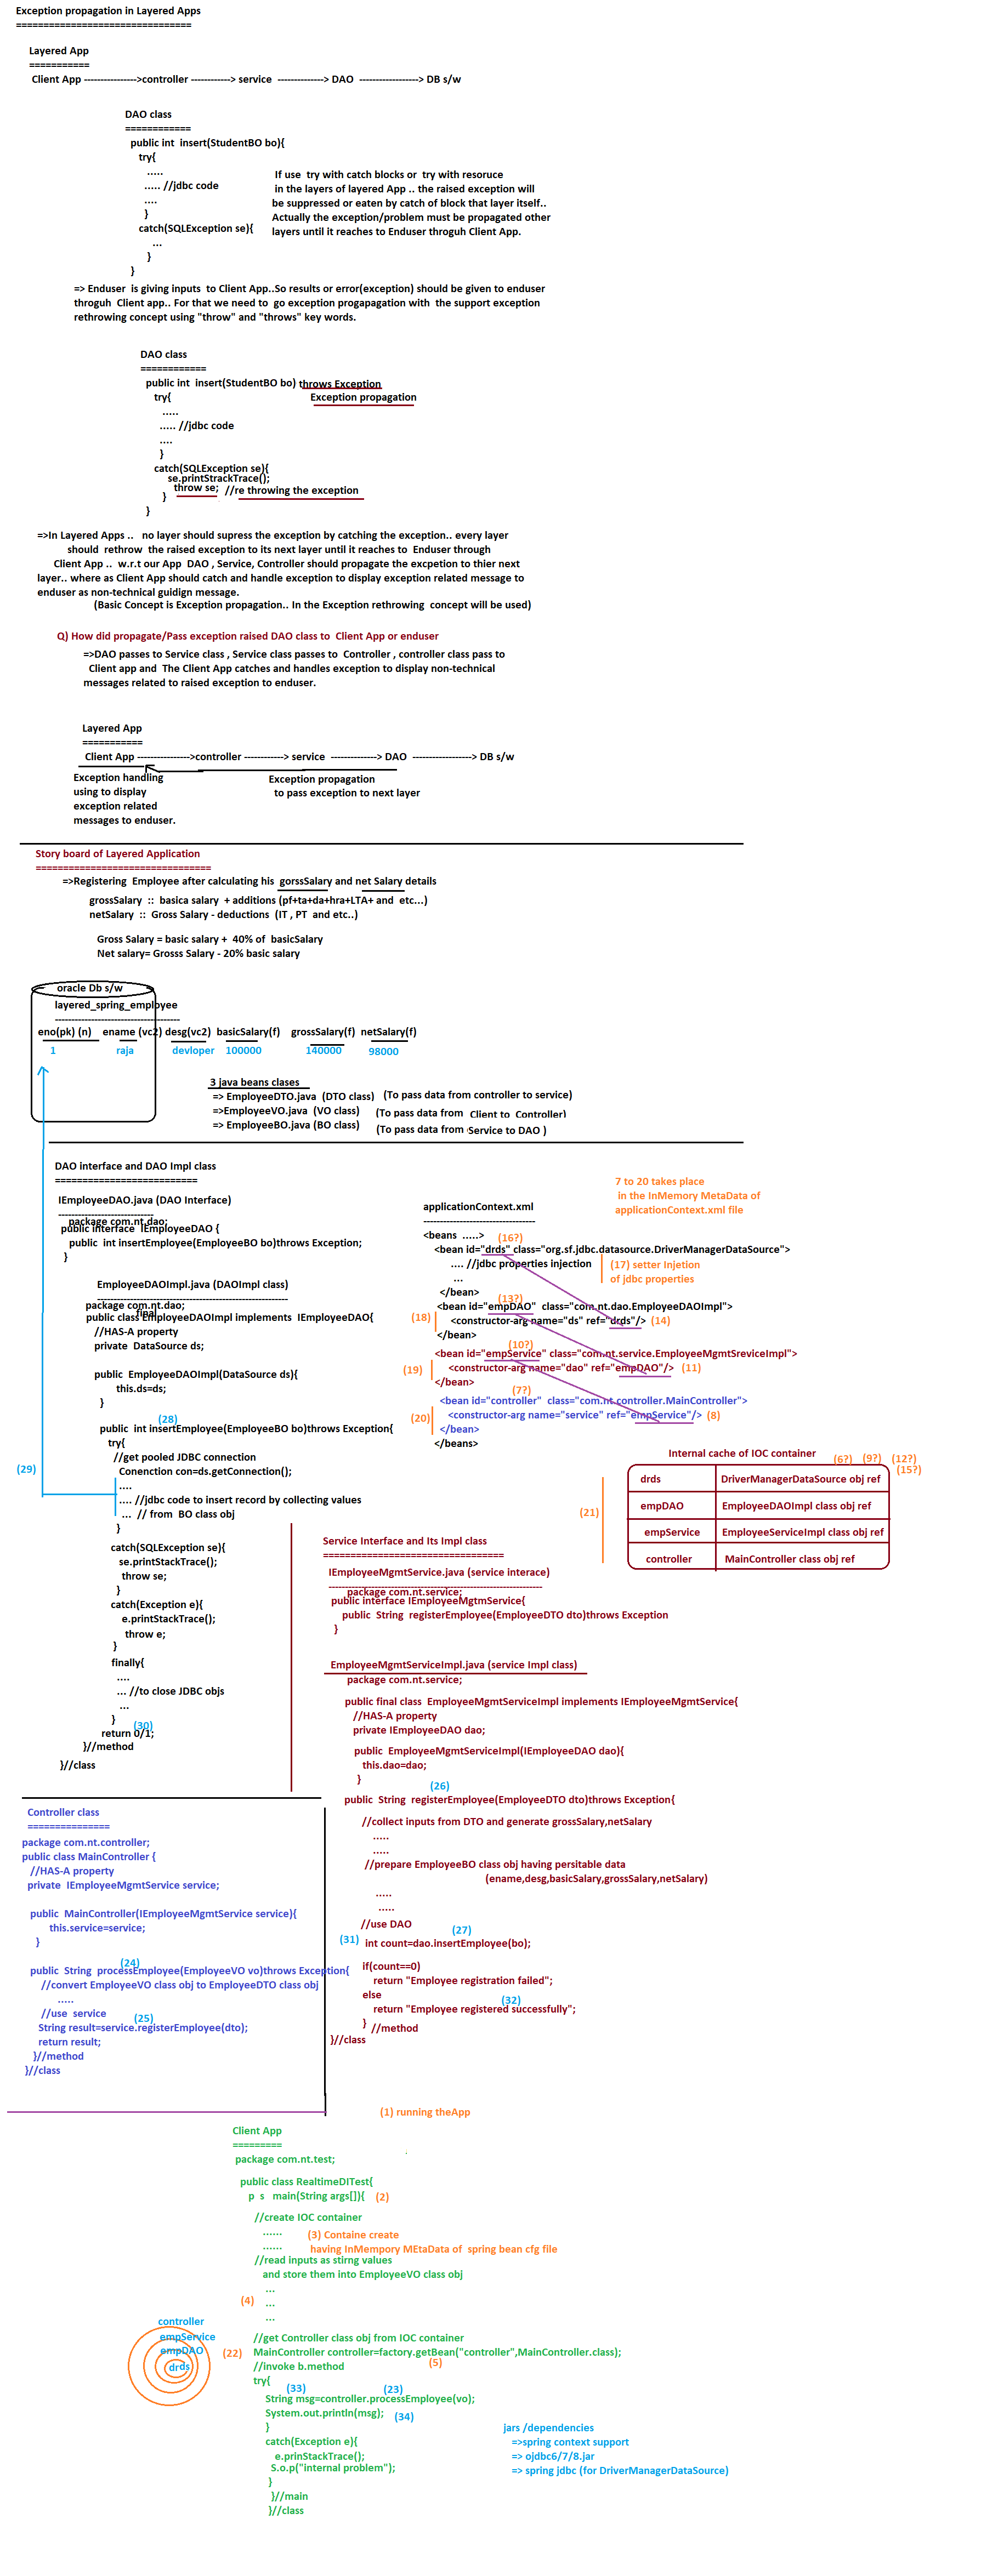 Exception propagation in Layered Apps
================================
Layered App
===========
Client App ---------------->controller ------------> service --------------> DAO ------------------> DB s/w
DAO class
============
public int insert(StudentBO bo){
try{
.....
..... //jdbc code
....
}
catch(SQLException se){
...
}
}
If use try with catch blocks or try with resoruce
in the layers of layered App .. the raised exception will
be suppressed or eaten by catch of block that layer itself..
Actually the exception/problem must be propagated other
layers until it reaches to Enduser throguh Client App.
=> Enduser is giving inputs to Client App..So results or error(exception) should be given to enduser
throguh Client app.. For that we need to go exception progapagation with the support exception
rethrowing concept using "throw" and "throws" key words.
DAO class
============
public int insert(StudentBO bo) throws Exception
Exception propagation
try{
.....
..... //jdbc code
....
}
catch(SQLException se){
se.printStrackTrace();
throw se; //re throwing the exception
}
}
=>In Layered Apps .. no layer should supress the exception by catching the exception.. every layer
should rethrow the raised exception to its next layer until it reaches to Enduser through
Client App .. w.r.t our App DAO , Service, Controller should propagate the excpetion to thier next
layer.. where as Client App should catch and handle exception to display exception related message to
enduser as non-technical guidign message.
(Basic Concept is Exception propagation.. In the Exception rethrowing concept will be used)
Q) How did propagate/Pass exception raised DAO class to Client App or enduser
=>DAO passes to Service class , Service class passes to Controller , controller class pass to
Client app and The Client App catches and handles exception to display non-technical
messages related to raised exception to enduser.
Layered App
===========
Client App ---------------->controller ------------> service --------------> DAO ------------------> DB s/w
Exception handling
using to display
exception related
messages to enduser.
Exception propagation
to pass exception to next layer
Story board of Layered Application
================================
=>Registering Employee after calculating his gorssSalary and net Salary details
grossSalary :: basica salary + additions (pf+ta+da+hra+LTA+ and etc...)
netSalary :: Gross Salary - deductions (IT , PT and etc..)
Gross Salary = basic salary + 40% of basicSalary
Net salary= Grosss Salary - 20% basic salary
oracle Db s/w
layered_spring_employee
--------------------------------------
eno(pk) (n) ename (vc2) desg(vc2) basicSalary(f) grossSalary(f) netSalary(f)
1 raja devloper 100000 140000 98000
3 java beans clases
=> EmployeeDTO.java (DTO class) (To pass data from controller to service)
=>EmployeeVO.java (VO class) (To pass data from Client to Controller)
=> EmployeeBO.java (BO class) (To pass data from Service to DAO )
DAO interface and DAO Impl class
==========================
IEmployeeDAO.java (DAO Interface)
-----------------------------
package com.nt.dao;
public interface IEmployeeDAO {
public int insertEmployee(EmployeeBO bo)throws Exception;
}
EmployeeDAOImpl.java (DAOImpl class)
----------------------------------------------------------
package com.nt.dao;
final
public class EmployeeDAOImpl implements IEmployeeDAO{
//HAS-A property
private DataSource ds;
public EmployeeDAOImpl(DataSource ds){
this.ds=ds;
}
(28)
public int insertEmployee(EmployeeBO bo)throws Exception{
try{
//get pooled JDBC connection
Conenction con=ds.getConnection();
....
.... //jdbc code to insert record by collecting values
... // from BO class obj
}
(29)
catch(SQLException se){
se.printStackTrace();
throw se;
}
catch(Exception e){
e.printStackTrace();
throw e;
}
finally{
....
... //to close JDBC objs
...
}
(30)
return 0/1;
}//method
}//class
7 to 20 takes place
in the InMemory MetaData of
applicationContext.xml file
applicationContext.xml
----------------------------------
<beans .....>
(16?)
<bean id="drds" class="org.sf.jdbc.datasource.DriverManagerDataSource">
.... //jdbc properties injection
...
</bean>
(17) setter Injetion
of jdbc properties
(13?)
<bean id="empDAO" class="com.nt.dao.EmployeeDAOImpl">
(18) <constructor-arg name="ds" ref="drds"/> (14)
</bean>
(10?)
<bean id="empService" class="com.nt.service.EmployeeMgmtSreviceImpl">
(19) <constructor-arg name="dao" ref="empDAO"/> (11)
</bean>
(7?)
<bean id="controller" class="com.nt.controller.MainController">
(20) <constructor-arg name="service" ref="empService"/> (8)
</bean>
</beans>
Internal cache of IOC container (6?) (9?) (12?)
(15?)
drds DriverManagerDataSource obj ref
empDAO EmployeeDAOImpl class obj ref
(21)
empService EmployeeServiceImpl class obj ref
controller MainController class obj ref
Service Interface and Its Impl class
=================================
IEmployeeMgmtService.java (service interace)
-----------------------------------------------------------------
package com.nt.service;
public interface IEmployeeMgtmService{
public String registerEmployee(EmployeeDTO dto)throws Exception
}
EmployeeMgmtServiceImpl.java (service Impl class)
package com.nt.service;
public final class EmployeeMgmtServiceImpl implements IEmployeeMgmtService{
//HAS-A property
private IEmployeeDAO dao;
public EmployeeMgmtServiceImpl(IEmployeeDAO dao){
this.dao=dao;
}
(26)
public String registerEmployee(EmployeeDTO dto)throws Exception{
//collect inputs from DTO and generate grossSalary,netSalary
.....
.....
//prepare EmployeeBO class obj having persitable data
(ename,desg,basicSalary,grossSalary,netSalary)
.....
.....
//use DAO
(27)
(31) int count=dao.insertEmployee(bo);
if(count==0)
return "Employee registration failed";
else
(32)
return "Employee registered successfully";
}
//method
}//class
Controller class
===============
package com.nt.controller;
public class MainController {
//HAS-A property
private IEmployeeMgmtService service;
public MainController(IEmployeeMgmtService service){
this.service=service;
}
(24)
public String processEmployee(EmployeeVO vo)throws Exception{
//convert EmployeeVO class obj to EmployeeDTO class obj
.....
//use service
(25)
String result=service.registerEmployee(dto);
return result;
}//method
}//class
(1) running theApp
Client App
=========
package com.nt.test;
public class RealtimeDITest{
p s main(String args[]){ (2)
//create IOC container
......
......
(3) Containe create
having InMempory MEtaData of spring bean cfg file
//read inputs as stirng values
and store them into EmployeeVO class obj
...
(4) ...
...
controller
empService
empDAO
drds
//get Controller class obj from IOC container
(22) MainController controller=factory.getBean("controller",MainController.class);
(5)
//invoke b.method
try{
(33) (23)
String msg=controller.processEmployee(vo);
System.out.println(msg); (34)
}
catch(Exception e){
e.prinStackTrace();
S.o.p("internal problem");
}
}//main
}//class
jars /dependencies
=>spring context support
=> ojdbc6/7/8.jar
=> spring jdbc (for DriverManagerDataSource)